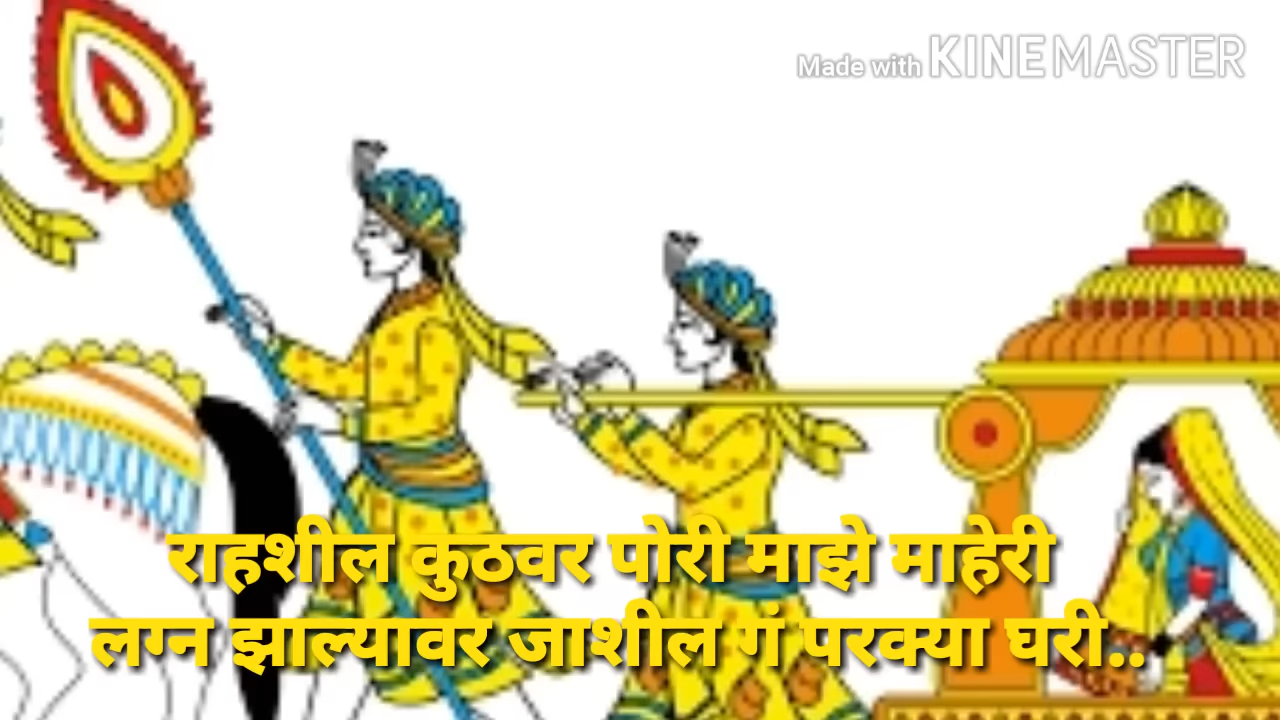 Made with KINEMASTER
राहशील कुठवर पोरी माझे माहेरी
लग्न झाल्यावर जाशील गं परक्या घरी..